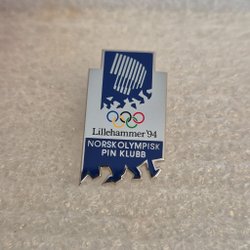 Lillehammer '94
NORSK OLYMPISK
PIN KLUBB